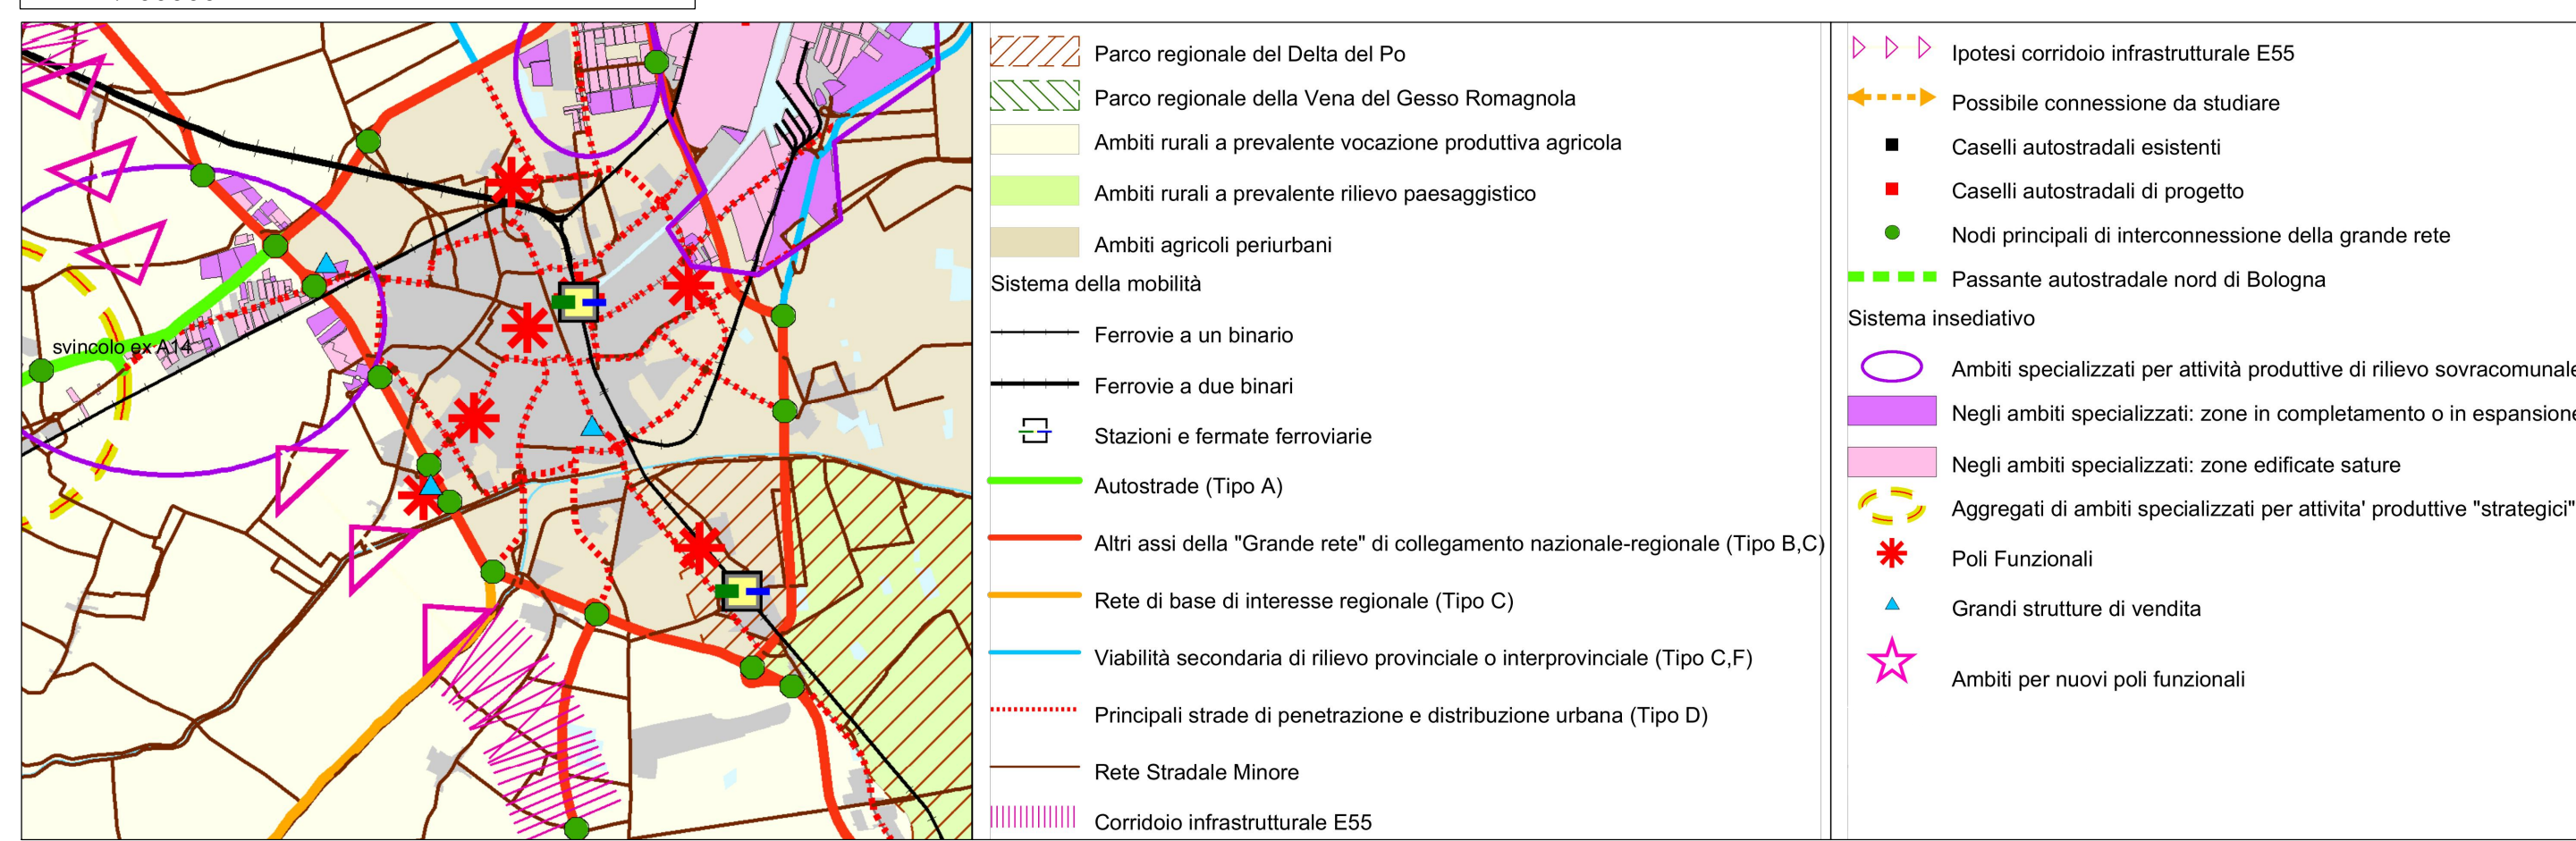 svincolo ex A14
Parco regionale del Delta del Po
Parco regionale della Vena del Gesso Romagnola
Ambiti rurali a prevalente vocazione produttiva agricola
Ambiti rurali a prevalente rilievo paesaggistico
Ambiti agricoli periurbani
Sistema della mobilità
Ferrovie a un binario
Ferrovie a due binari
Stazioni e fermate ferroviarie
Autostrade (Tipo A)
Altri assi della "Grande rete" di collegamento nazionale-regionale (Tipo B,C)
Rete di base di interesse regionale (Tipo C)
Viabilità secondaria di rilievo provinciale o interprovinciale (Tipo C,F)
Principali strade di penetrazione e distribuzione urbana (Tipo D)
Rete Stradale Minore
Corridoio infrastrutturale E55
Ipotesi corridoio infrastrutturale E55
Possibile connessione da studiare
Caselli autostradali esistenti
Caselli autostradali di progetto
Nodi principali di interconnessione della grande rete
Passante autostradale nord di Bologna
Sistema insediativo
Ambiti specializzati per attività produttive di rilievo sovracomunale
Negli ambiti specializzati: zone in completamento o in espansione
Negli ambiti specializzati: zone edificate sature
Aggregati di ambiti specializzati per attivita' produttive "strategici"
Poli Funzionali
Grandi strutture di vendita
Ambiti per nuovi poli funzionali